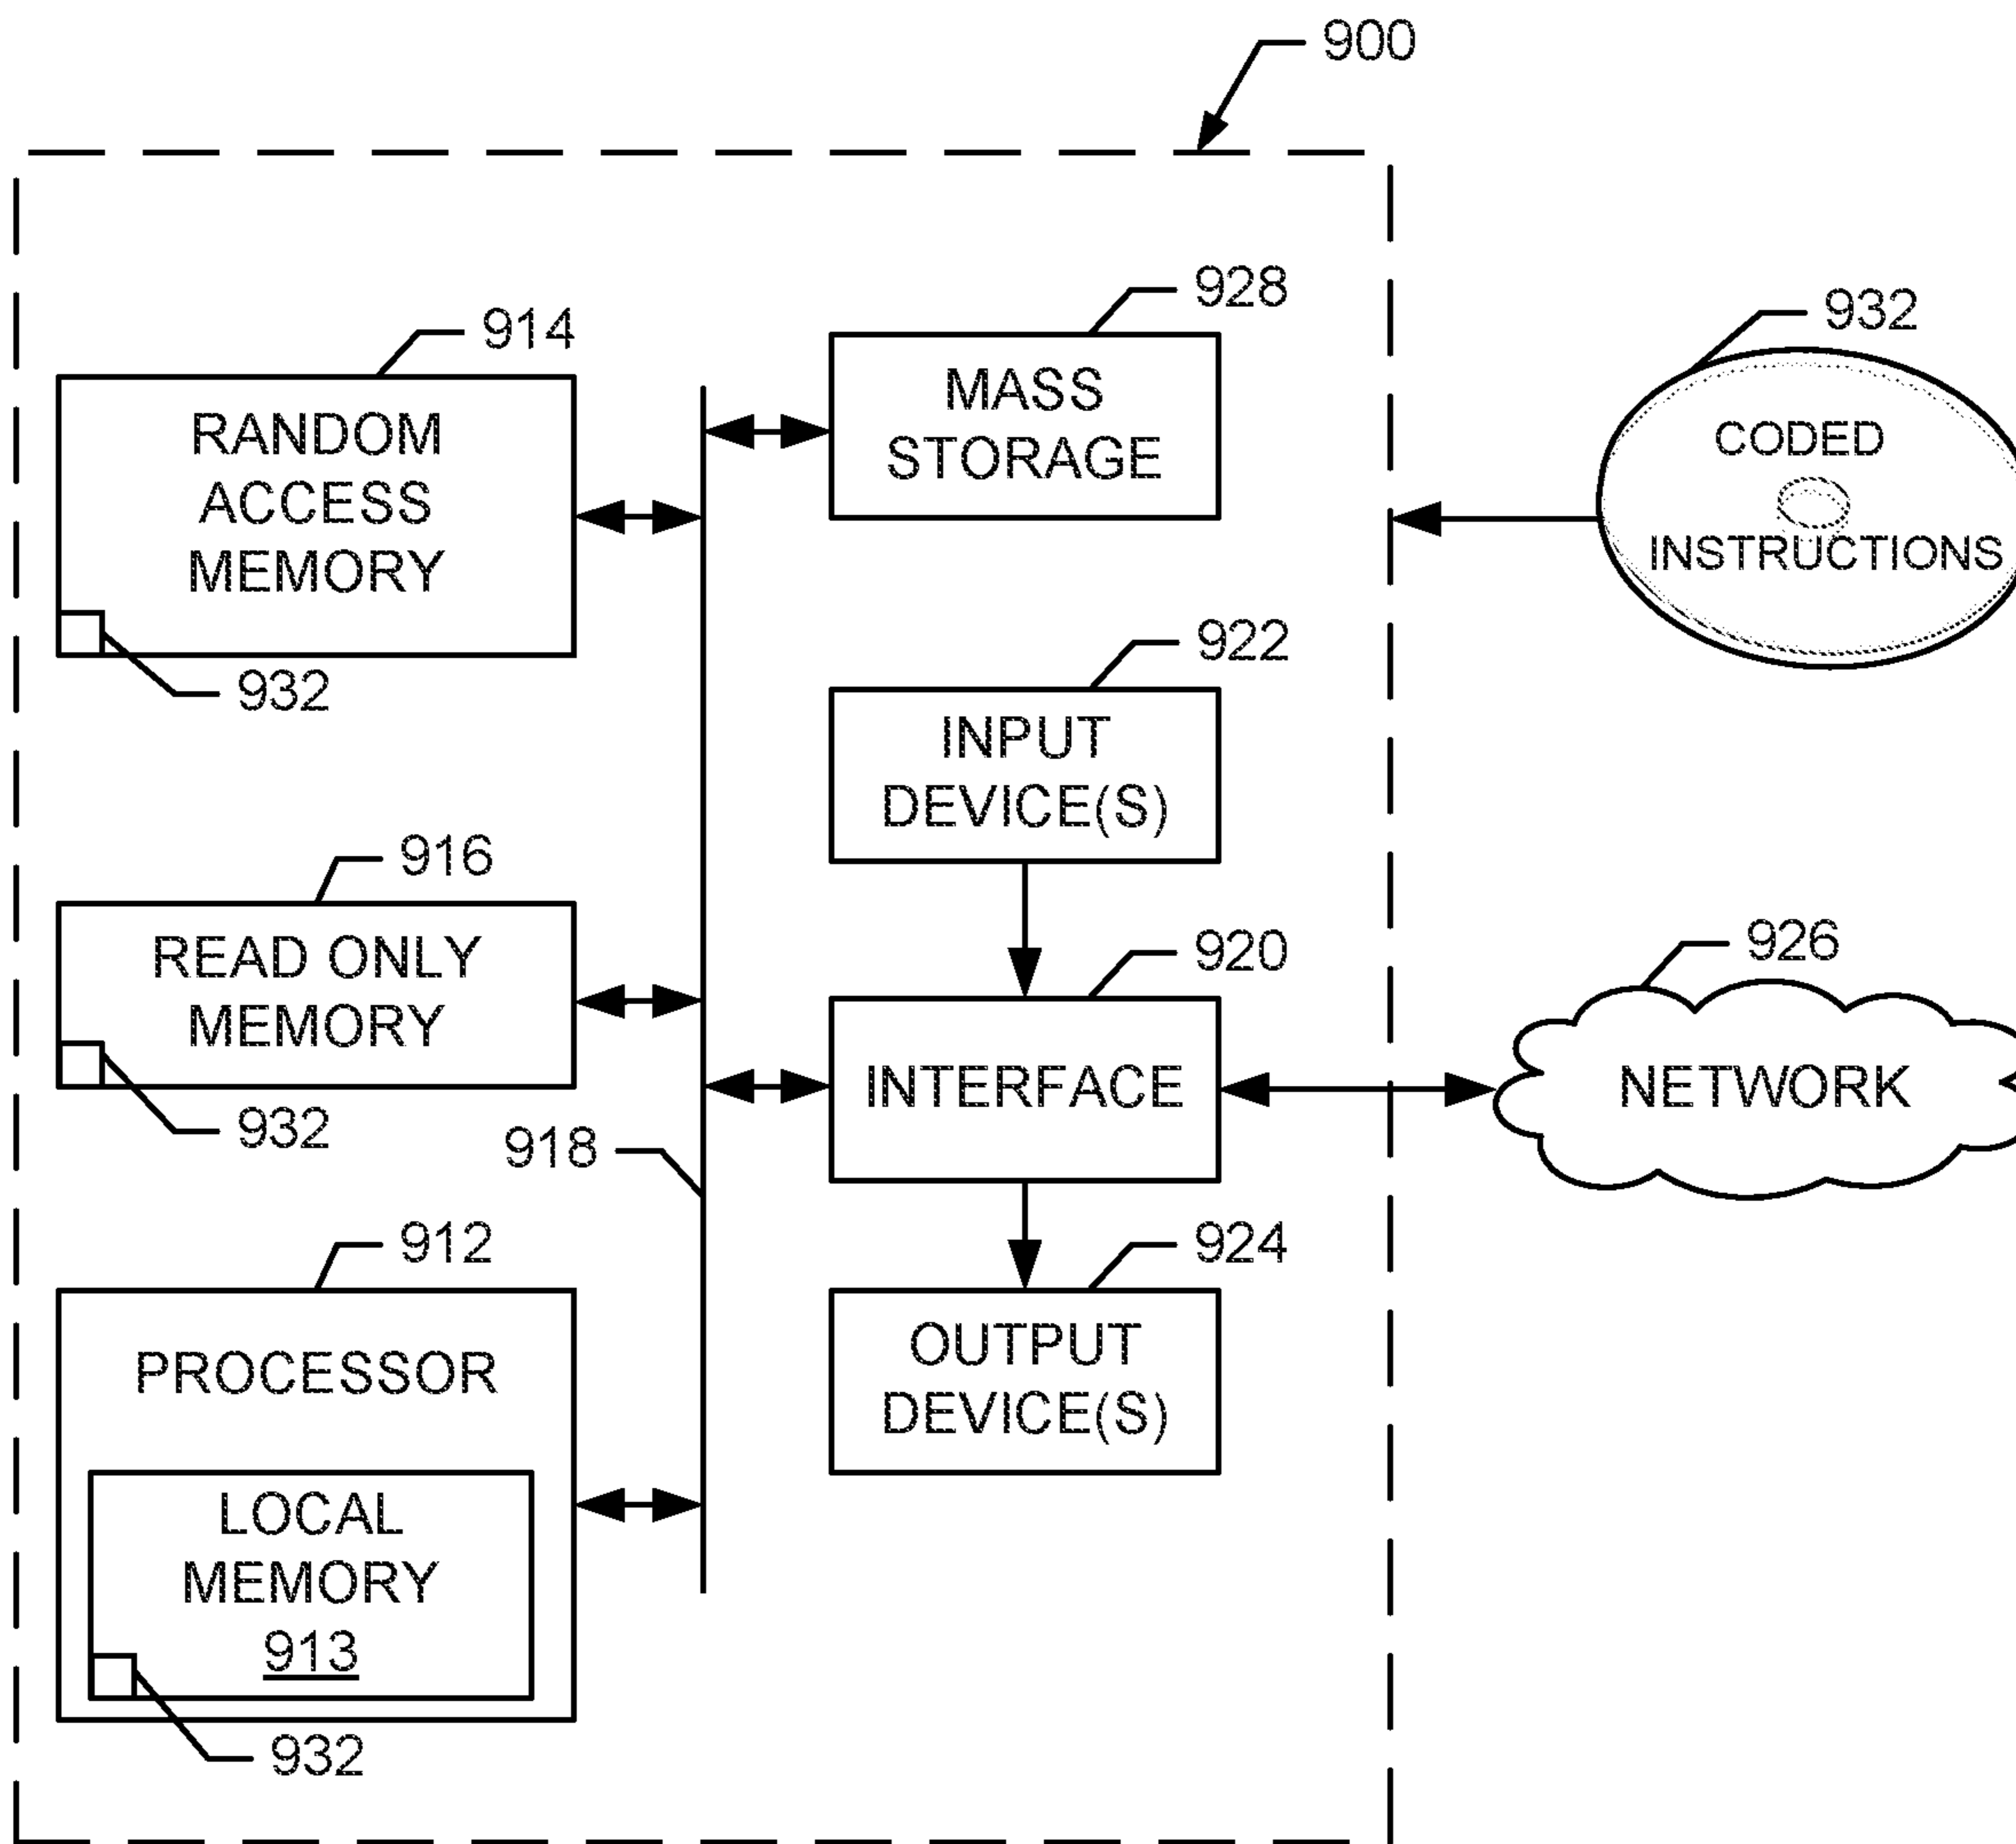 900
928
914
932
MASS
STORAGE
RANDOM
ACCESS
MEMORY
CODED
INSTRUCTIONS
932
922
INPUT
DEVICE(S)
916
READ ONLY
MEMORY
932
920
926
INTERFACE
NETWORK
918
912
924
PROCESSOR
OUTPUT
DEVICE(S)
LOCAL
MEMORY
913
932